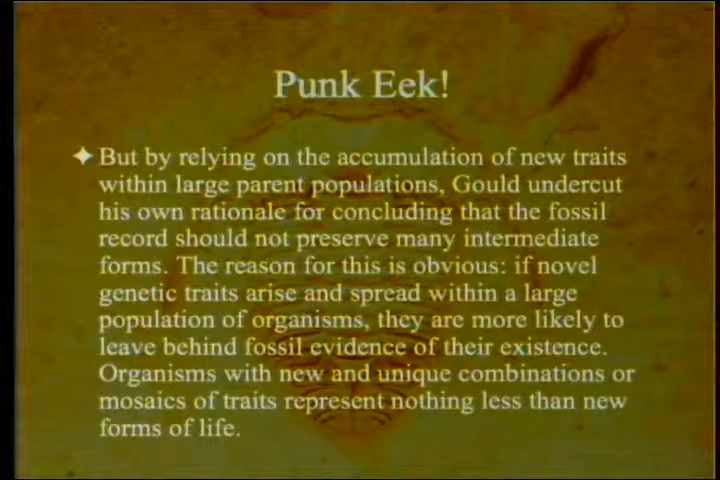 Punk Eek!
✦ But by relying on the accumulation of new traits
within large parent populations, Gould undercut
his own rationale for concluding that the fossil
record should not preserve many intermediate
forms. The reason for this is obvious: if novel
genetic traits arise and spread within a large
population of organisms, they are more likely to
leave behind fossil evidence of their existence.
Organisms with new and unique combinations or
mosaics of traits represent nothing less than new
forms of life.